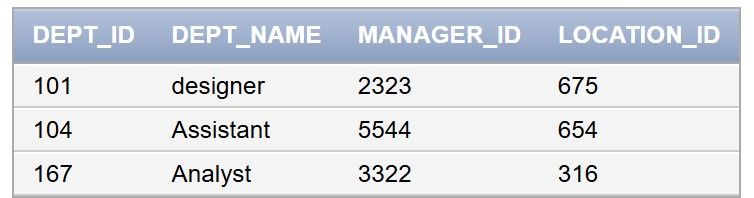 DEPT_ID DEPT_NAME MANAGER_ID LOCATION_ID
101 designer 2323 675
104 Assistant 5544 654
167 Analyst 3322 316